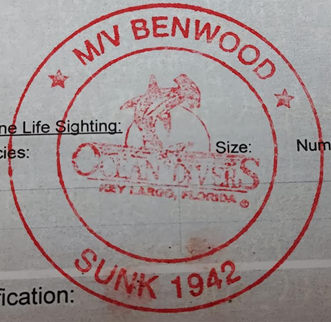 M/V BENWOOD
ne Life Sighting:
cies:
Size:
Num
OCEAN DIVERS
KEY LARGO, FLORIDA
SUNK 1942
fication: